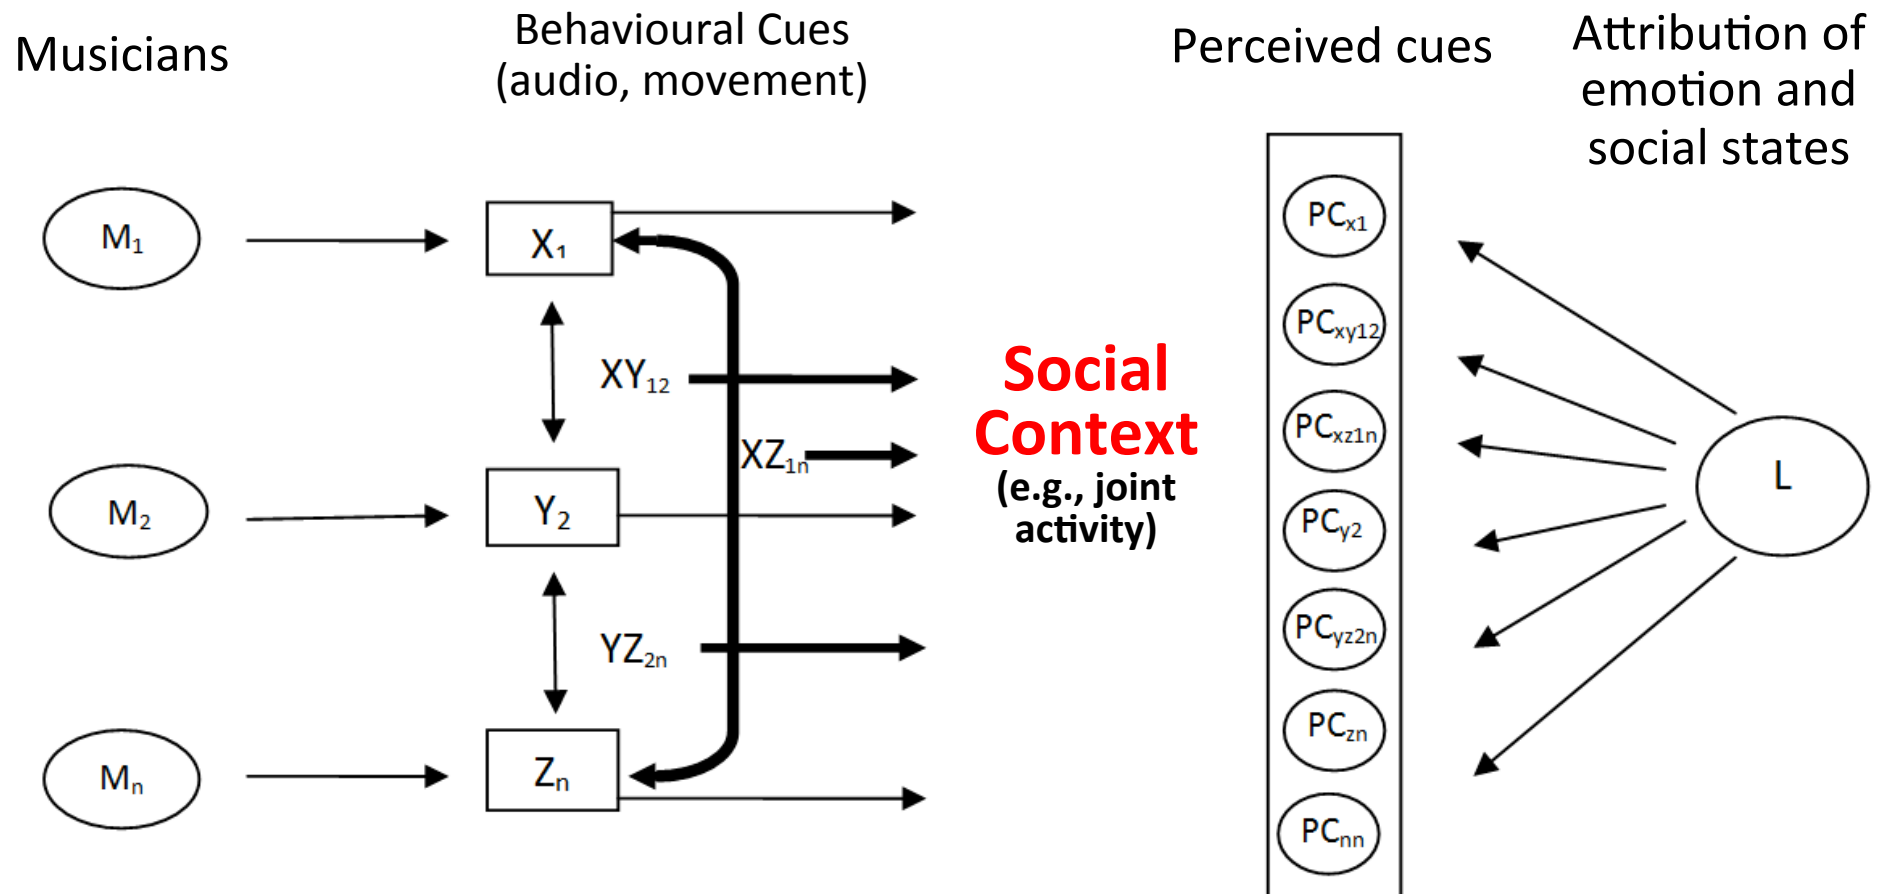 Musicians
Behavioural Cues
(audio, movement)
Perceived cues
Attribution of
emotion and
social states
M₁
X₁
XY₁₂
XZ₁ₙ
M₂
Y₂
YZ₂ₙ
Mₙ
Zₙ
Social
Context
(e.g., joint
activity)
PCx1
PCxy12
PCxz1n
PCy2
PCyz2n
PCzn
PCnn
L